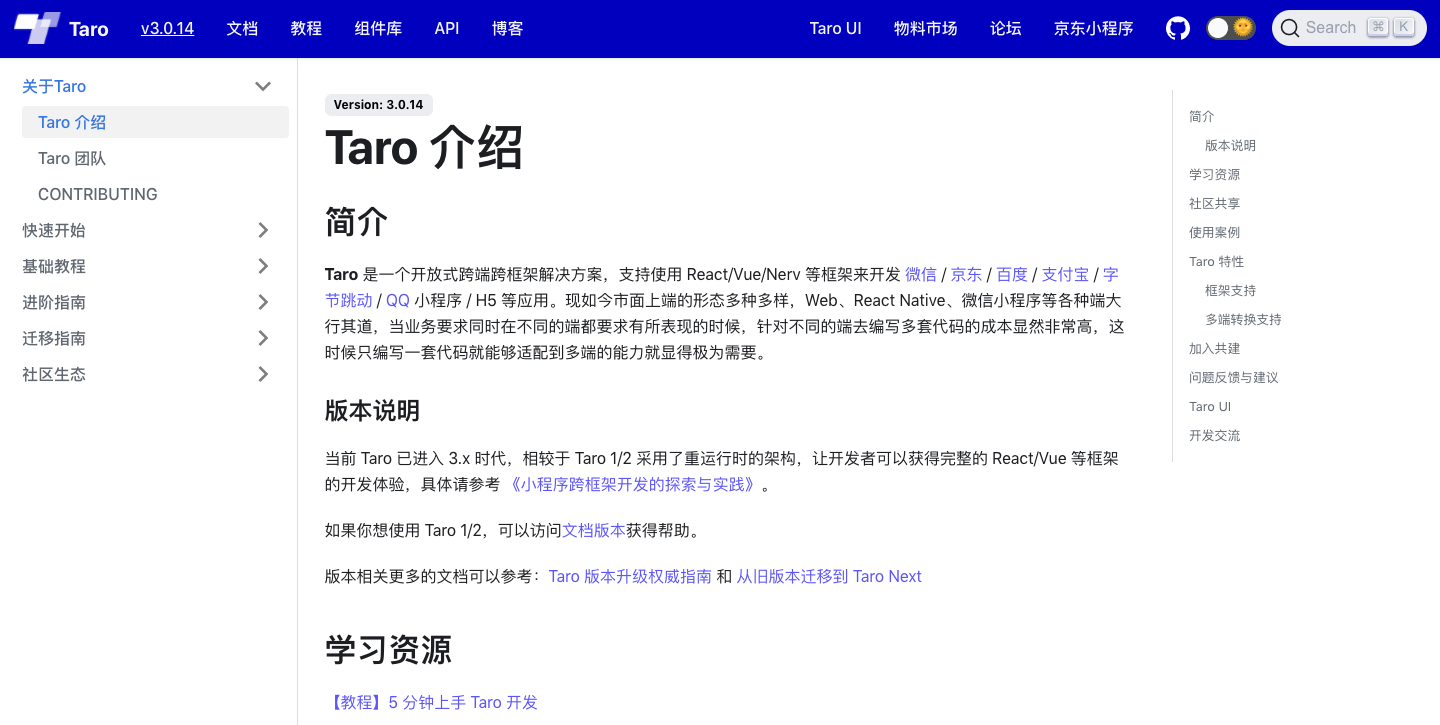 Taro v3.0.14 文档 教程 组件库 API 博客 Taro UI 物料市场 论坛 京东小程序 Search ⌘ K
关于Taro
Taro 介绍
Taro 团队
CONTRIBUTING
快速开始
基础教程
进阶指南
迁移指南
社区生态
Version: 3.0.14
Taro 介绍
简介
Taro 是一个开放式跨端跨框架解决方案，支持使用 React/Vue/Nerv 等框架来开发 微信 / 京东 / 百度 / 支付宝 / 字
节跳动 / QQ 小程序 / H5 等应用。现如今市面上端的形态多种多样，Web、React Native、微信小程序等各种端大
行其道，当业务要求同时在不同的端都要求有所表现的时候，针对不同的端去编写多套代码的成本显然非常高，这
时候只编写一套代码就能够适配到多端的能力就显得极为需要。
版本说明
当前 Taro 已进入 3.x 时代，相较于 Taro 1/2 采用了重运行时的架构，让开发者可以获得完整的 React/Vue 等框架
的开发体验，具体请参考 《小程序跨框架开发的探索与实践》。
如果你想使用 Taro 1/2，可以访问文档版本获得帮助。
版本相关更多的文档可以参考：Taro 版本升级权威指南 和 从旧版本迁移到 Taro Next
学习资源
【教程】5 分钟上手 Taro 开发
简介
版本说明
学习资源
社区共享
使用案例
Taro 特性
框架支持
多端转换支持
加入共建
问题反馈与建议
Taro UI
开发交流